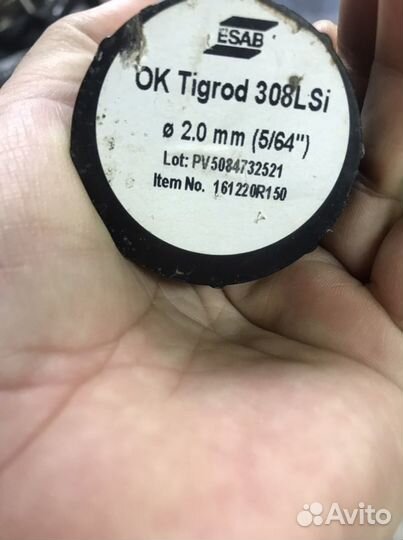 ESAB
OK Tigrod 308LSi
ø 2.0 mm (5/64")
Lot: PV5084732521
Item No. 161220R150
Avito